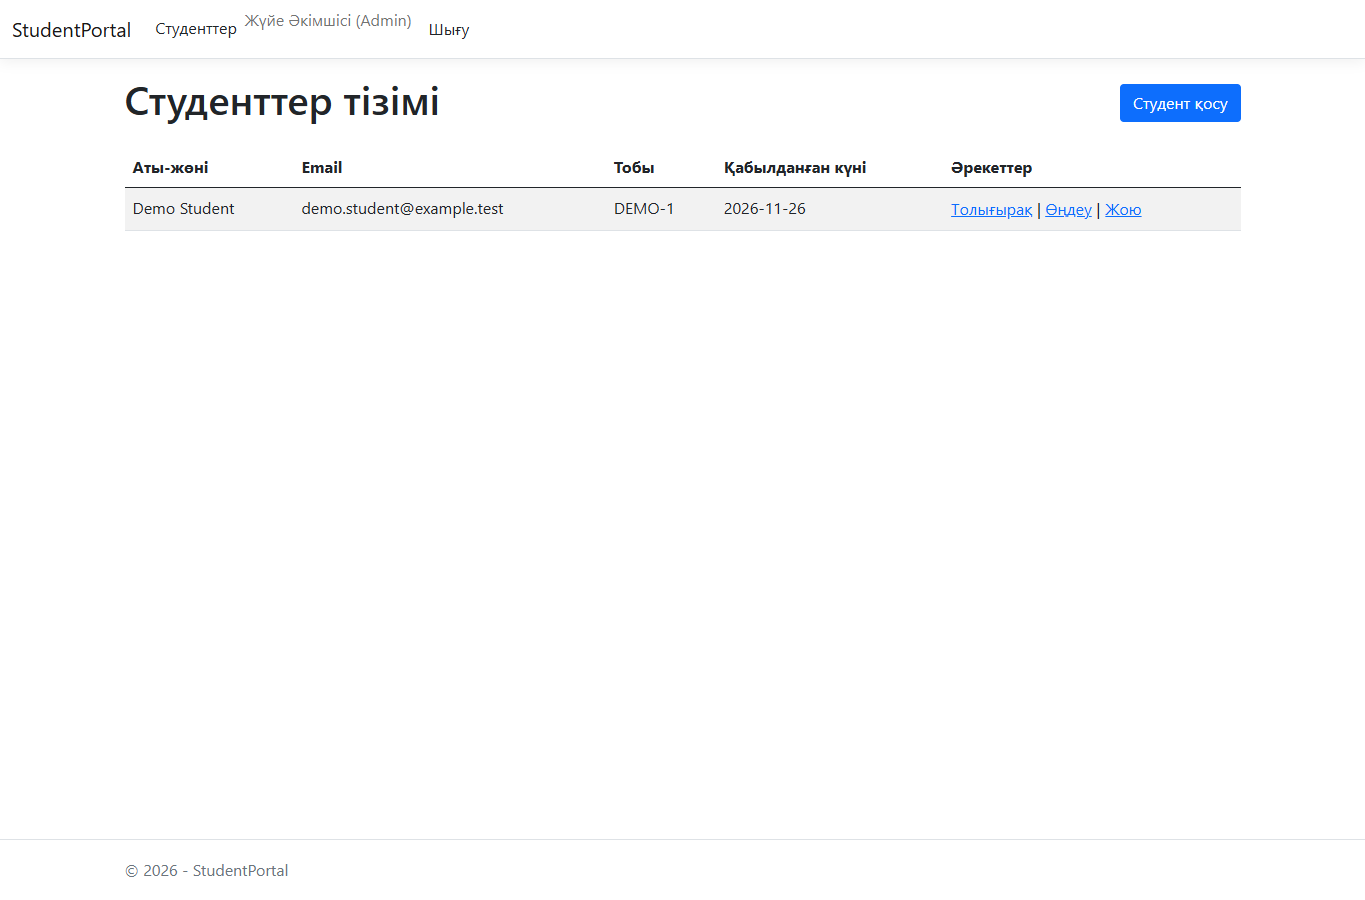 StudentPortal Студенттер Жүйе Әкімшісі (Admin) Шығу
Студенттер тізімі Студент қосу
Аты-жөні Email Тобы Қабылданған күні Әрекеттер
Demo Student demo.student@example.test DEMO-1 2026-11-26 Толығырақ | Өңдеу | Жою
© 2026 - StudentPortal